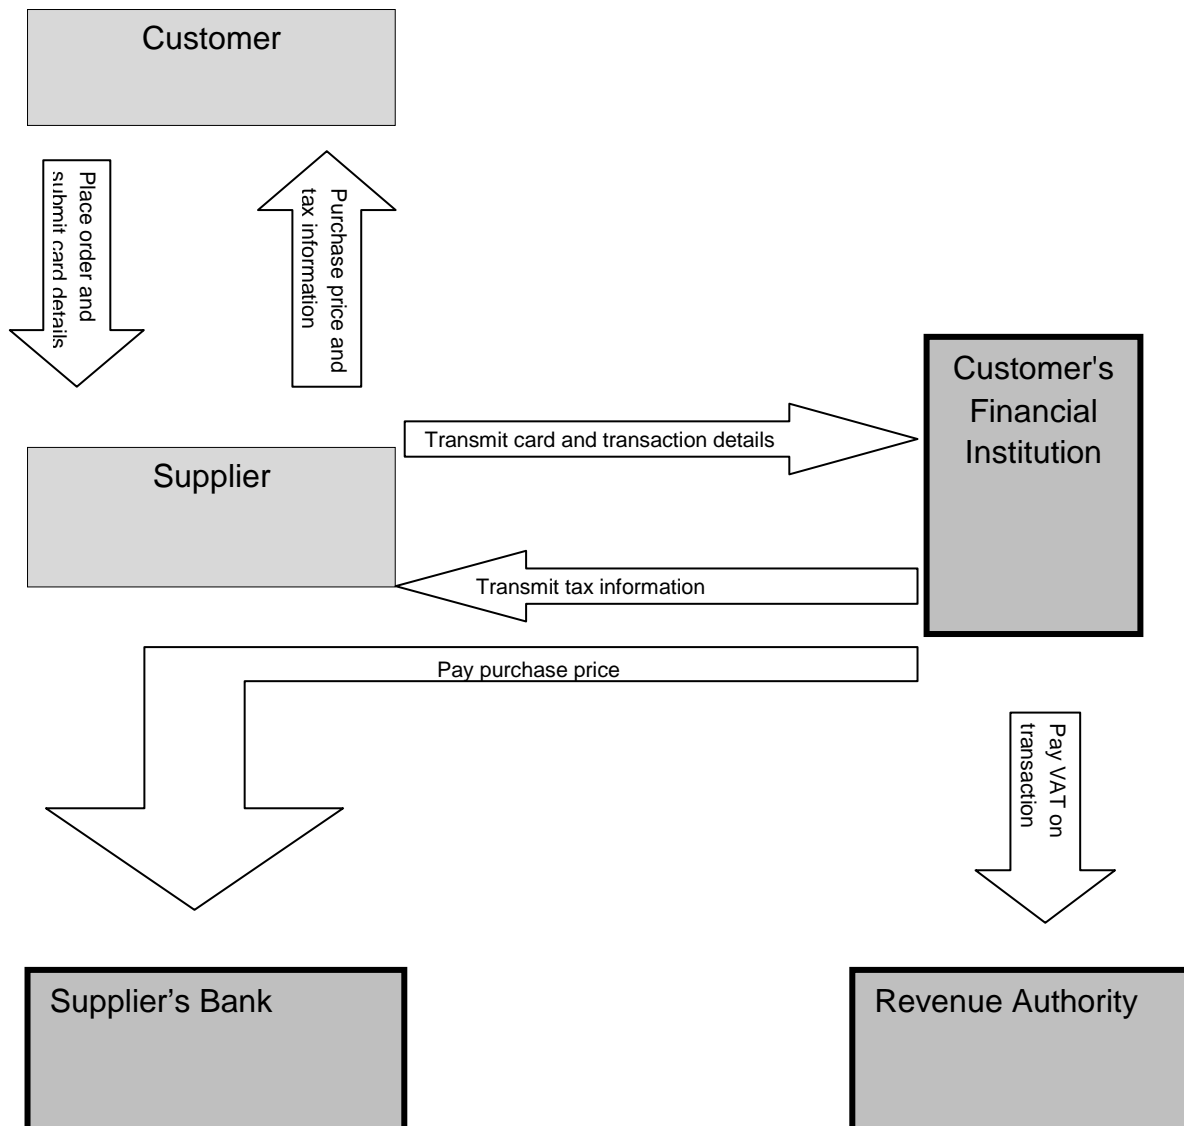 Customer
Place order and
submit card details
Purchase price and
tax information
Customer's
Financial
Institution
Transmit card and transaction details
Supplier
Transmit tax information
Pay purchase price
Pay VAT on
transaction
Supplier's Bank
Revenue Authority